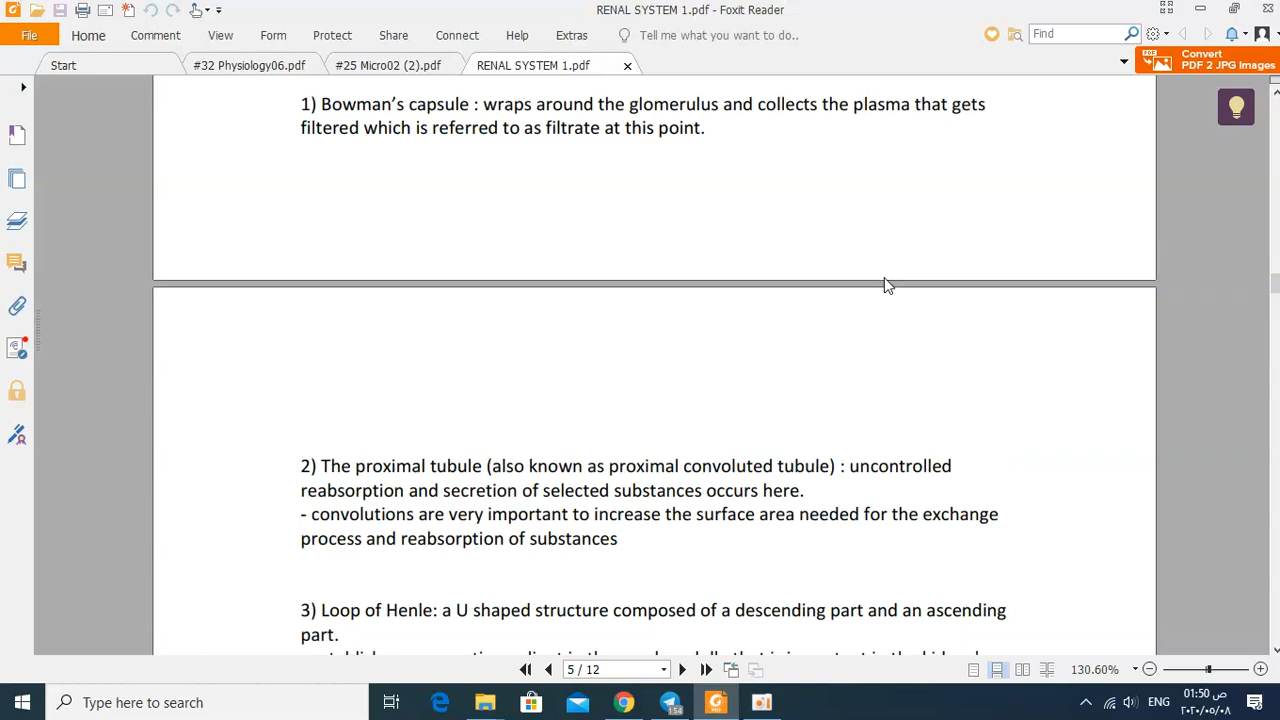 RENAL SYSTEM 1.pdf - Foxit Reader
File
Home
Comment
View
Form
Protect
Share
Connect
Help
Extras
Tell me what you want to do..
Find
Start
#32 Physiology06.pdf
#25 Micro02 (2).pdf
RENAL SYSTEM 1.pdf
Convert
PDF 2 JPG Images
1) Bowman’s capsule : wraps around the glomerulus and collects the plasma that gets
filtered which is referred to as filtrate at this point.
2) The proximal tubule (also known as proximal convoluted tubule) : uncontrolled
reabsorption and secretion of selected substances occurs here.
- convolutions are very important to increase the surface area needed for the exchange
process and reabsorption of substances
3) Loop of Henle: a U shaped structure composed of a descending part and an ascending
part.
5 / 12
130.60%
Type here to search
154
PDF
ENG
01:50 ص
٢٠٢٠/٠٥/٠٨